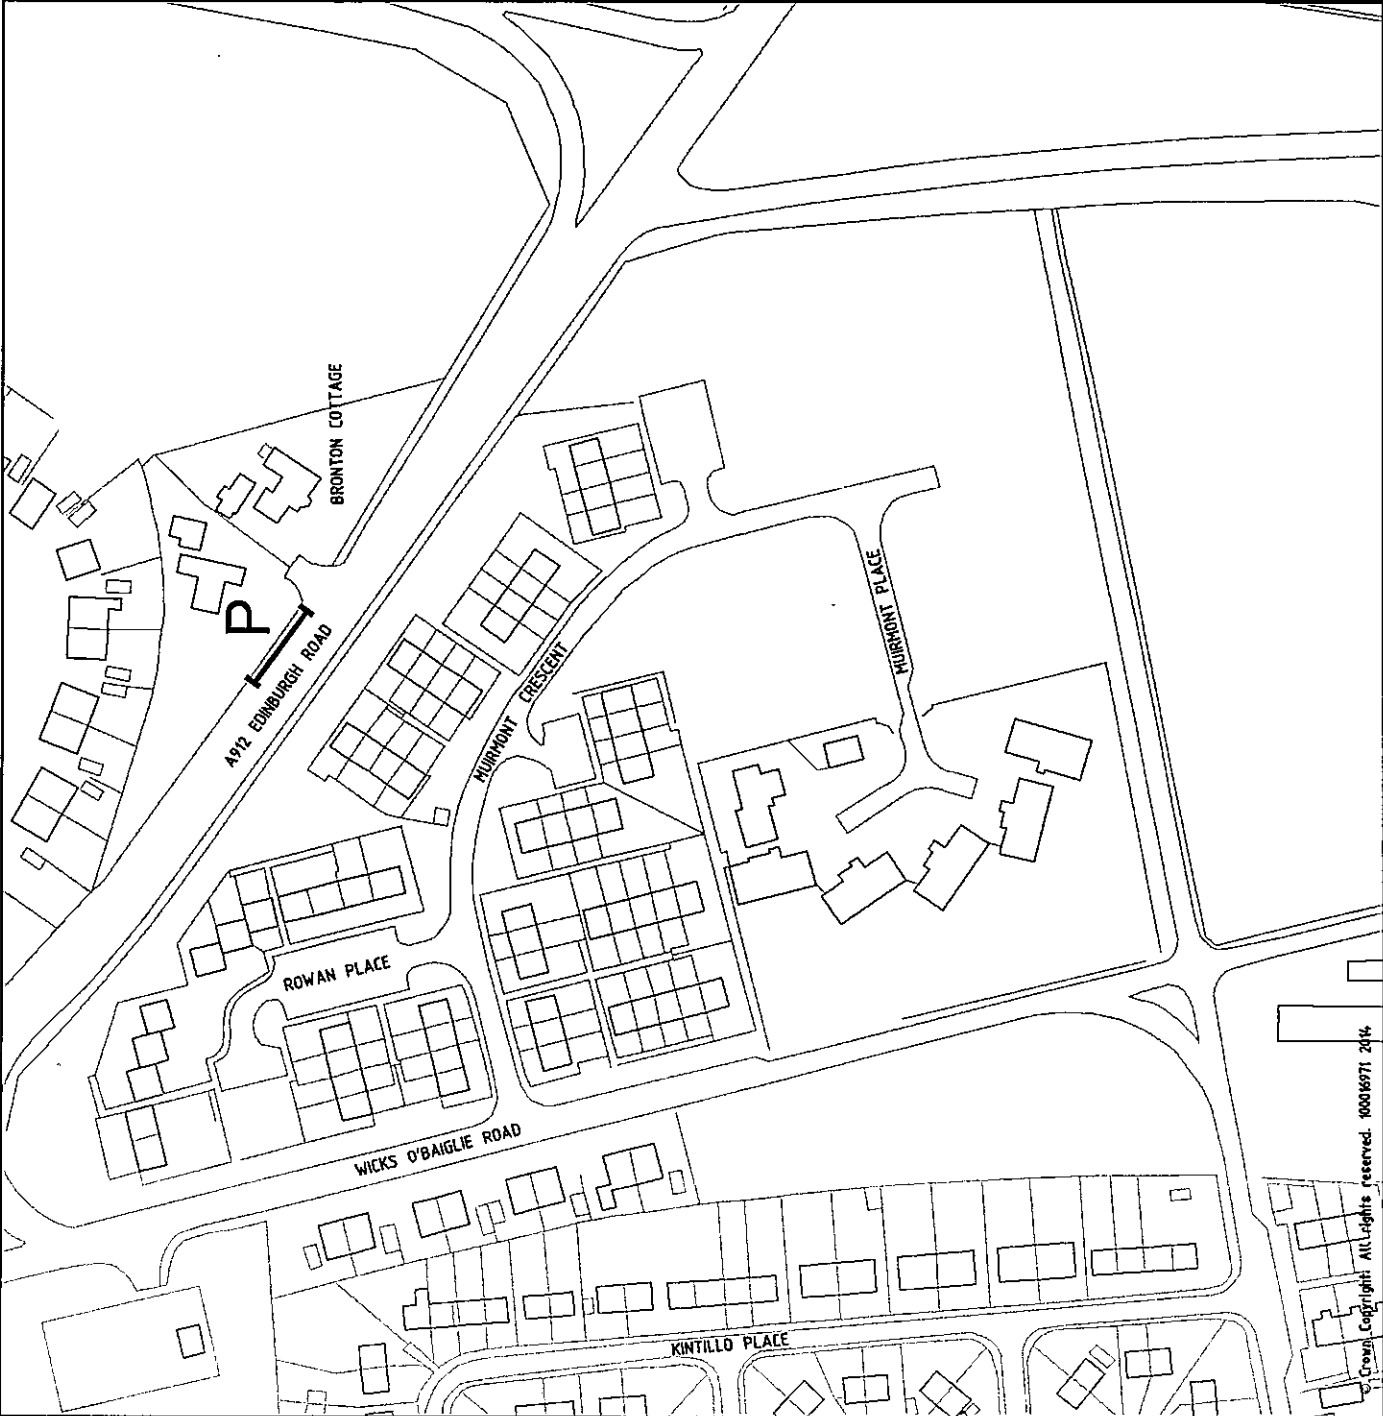 BRONTON COTTAGE
P
A912 EDINBURGH ROAD
MUIRMONT CRESCENT
MUIRMONT PLACE
ROWAN PLACE
WICKS O'BAIGLIE ROAD
KINTILLO PLACE
© Crown Copyright. All rights reserved. 100016971 2014